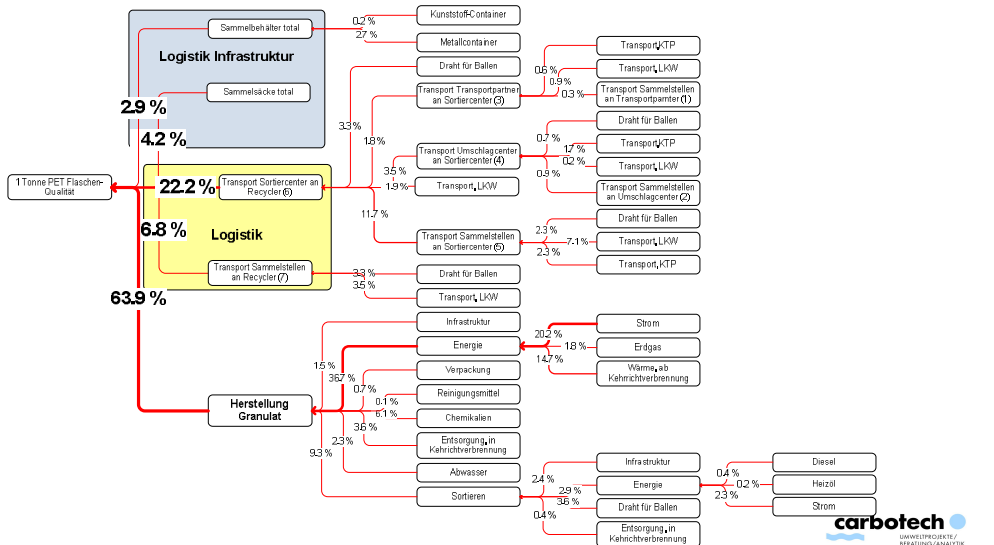 Logistik Infrastruktur
Sammelbehälter total
Sammelsäcke total
2.9 %
4.2 %
1 Tonne PET Flaschen-
Qualität
22.2 %
Transport Sortiercenter an
Recycler (6)
6.8 %
Logistik
Transport Sammelstellen
an Recycler (7)
63.9 %
Herstellung
Granulat
0.2 %
2.7 %
Kunststoff-Container
Metallcontainer
3.3 %
1.8 %
11.7 %
Draht für Ballen
Transport Transportpartner
an Sortiercenter (3)
0.6 %
0.9 %
0.3 %
Transport, KTP
Transport, LKW
Transport Sammelstellen
an Transportparnter (1)
3.5 %
1.9 %
Transport Umschlagcenter
an Sortiercenter (4)
Transport, LKW
0.7 %
1.7 %
0.2 %
0.9 %
Draht für Ballen
Transport, KTP
Transport, LKW
Transport Sammelstellen
an Umschlagcenter (2)
Transport Sammelstellen
an Sortiercenter (5)
2.3 %
7.1 %
2.3 %
Draht für Ballen
Transport, LKW
Transport, KTP
3.3 %
3.5 %
Draht für Ballen
Transport, LKW
1.5 %
36.7 %
0.7 %
0.1 %
6.1 %
3.6 %
2.3 %
9.3 %
Infrastruktur
Energie
20.2 %
1.8 %
14.7 %
Strom
Erdgas
Wärme, ab
Kehrrichtverbrennung
Verpackung
Reinigungsmittel
Chemikalien
Entsorgung, in
Kehrichtverbrennung
Abwasser
Sortieren
2.4 %
2.9 %
3.6 %
0.4 %
Infrastruktur
Energie
Draht für Ballen
Entsorgung, in
Kehrichtverbrennung
0.4 %
0.2 %
2.3 %
Diesel
Heizöl
Strom
carbotech
UMWELTPROJEKTE/
BERATUNG/ANALYTIK